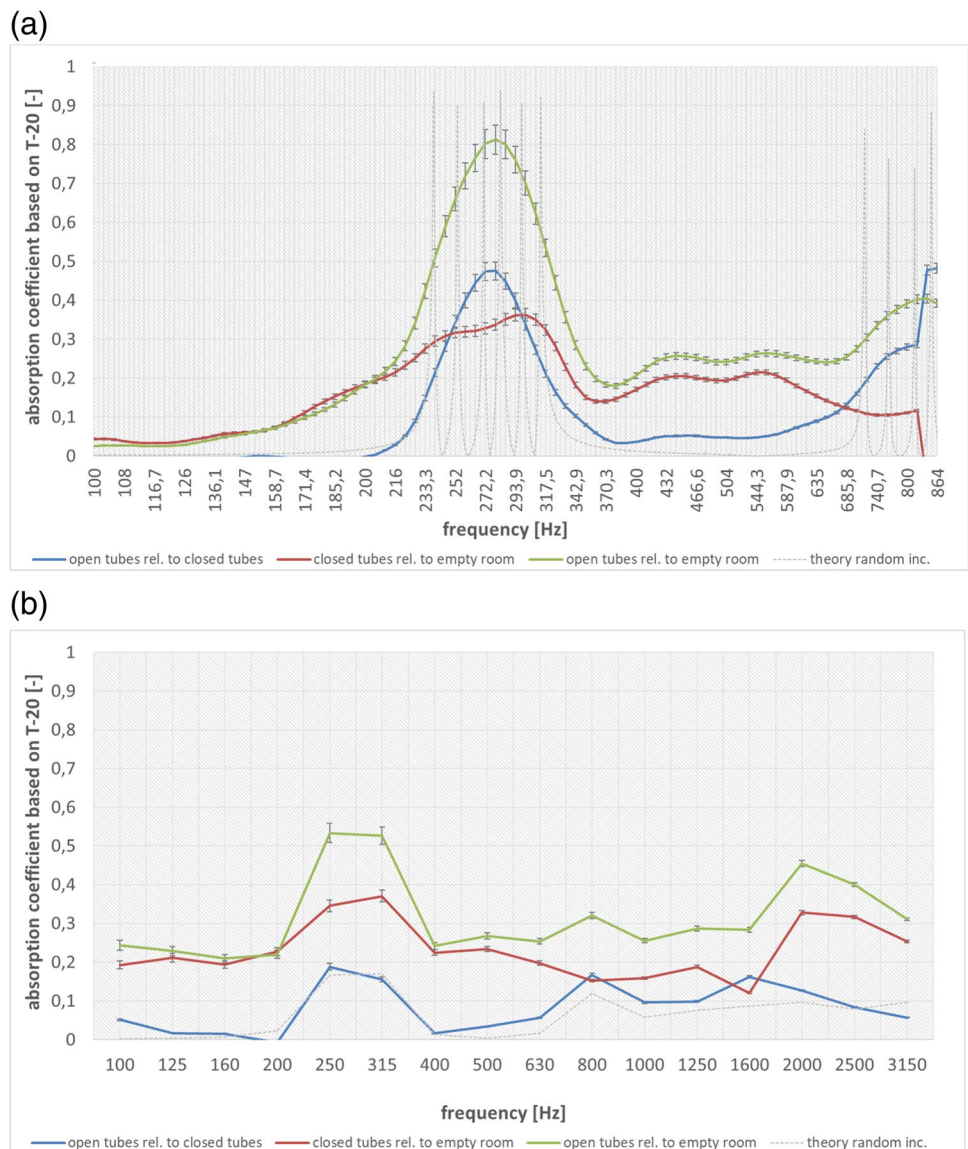 (a)
absorption coefficient based on T-20 [-]
1
0,9
0,8
0,7
0,6
0,5
0,4
0,3
0,2
0,1
0
100 108 116,7 126 136,1 147 158,7 171,4 185,2 200 216 233,3 252 272,2 293,9 317,5 342,9 370,3 400 432 466,6 504 544,3 587,9 635 685,8 740,7 800 864
frequency [Hz]
open tubes rel. to closed tubes closed tubes rel. to empty room open tubes rel. to empty room theory random inc.
(b)
absorption coefficient based on T-20 [-]
1
0,9
0,8
0,7
0,6
0,5
0,4
0,3
0,2
0,1
0
100 125 160 200 250 315 400 500 630 800 1000 1250 1600 2000 2500 3150
frequency [Hz]
open tubes rel. to closed tubes closed tubes rel. to empty room open tubes rel. to empty room theory random inc.